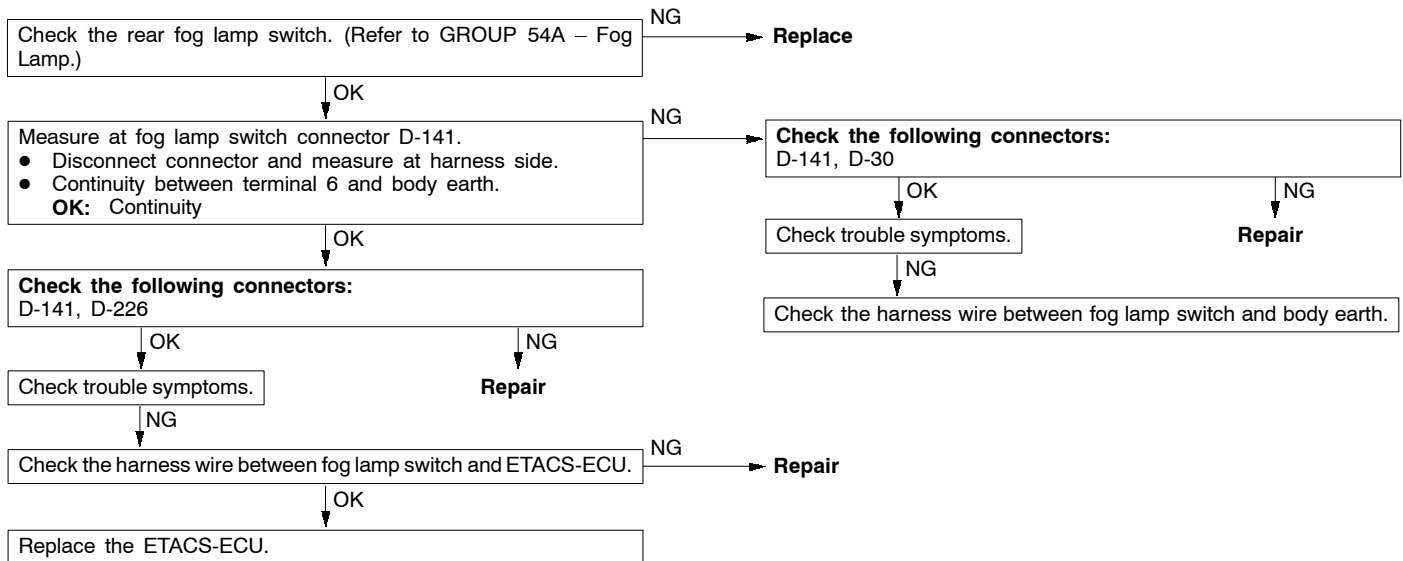 Check the rear fog lamp switch. (Refer to GROUP 54A – Fog
Lamp.)
NG
Replace
OK
Measure at fog lamp switch connector D-141.
● Disconnect connector and measure at harness side.
● Continuity between terminal 6 and body earth.
OK: Continuity
NG
Check the following connectors:
D-141, D-30
OK
NG
Check trouble symptoms.
Repair
NG
Check the harness wire between fog lamp switch and body earth.
OK
Check the following connectors:
D-141, D-226
OK
NG
Check trouble symptoms.
Repair
NG
Check the harness wire between fog lamp switch and ETACS-ECU.
NG
Repair
OK
Replace the ETACS-ECU.